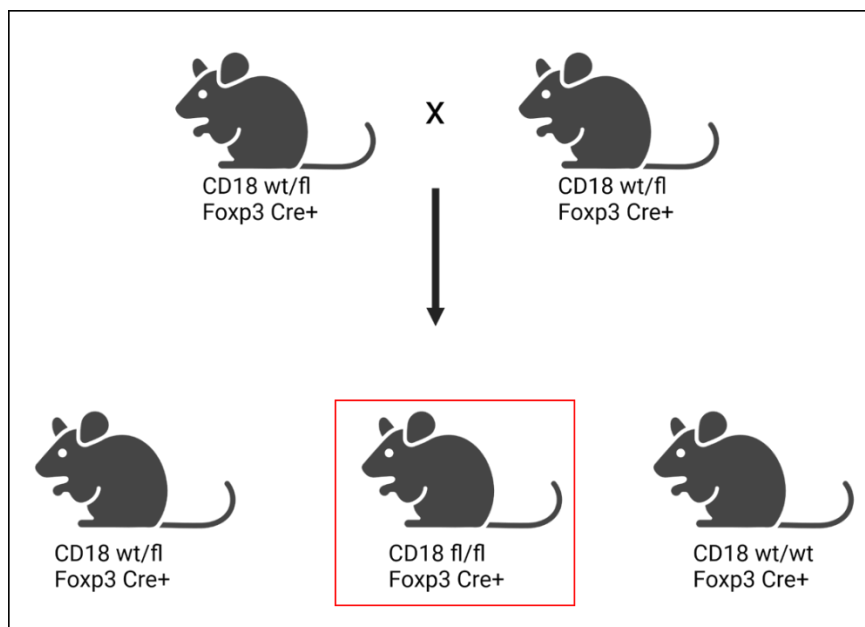 X
CD18 wt/fl
Foxp3 Cre+
CD18 wt/fl
Foxp3 Cre+
CD18 wt/fl
Foxp3 Cre+
CD18 fl/fl
Foxp3 Cre+
CD18 wt/wt
Foxp3 Cre+